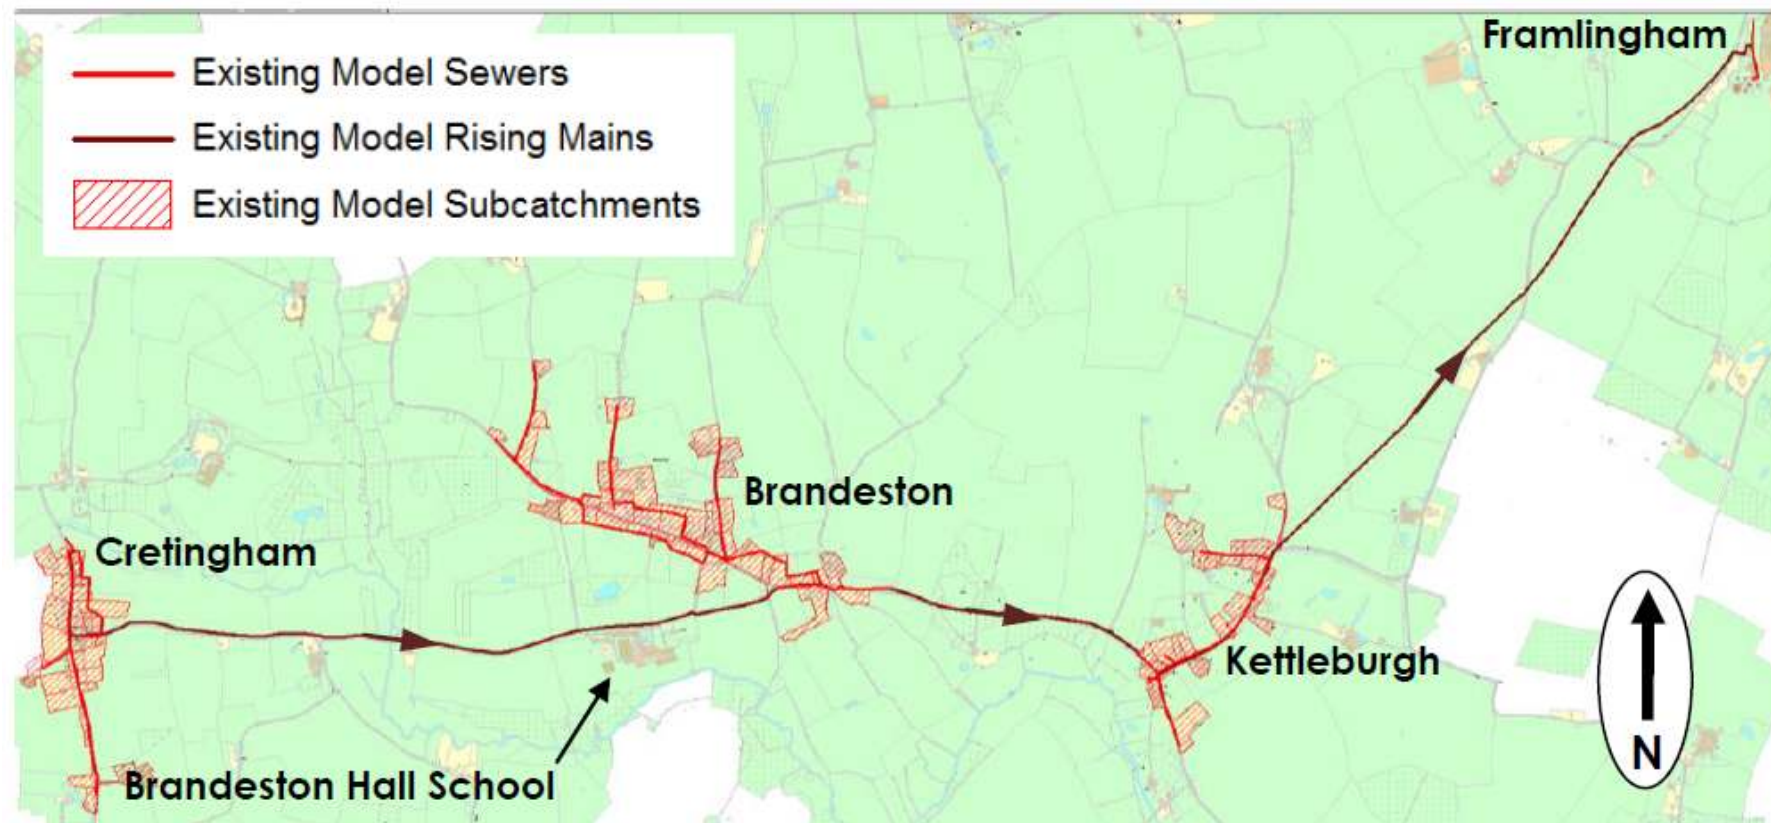 Framlingham
Existing Model Sewers
Existing Model Rising Mains
Existing Model Subcatchments
Brandeston
Cretingham
Kettleburgh
Brandeston Hall School
N